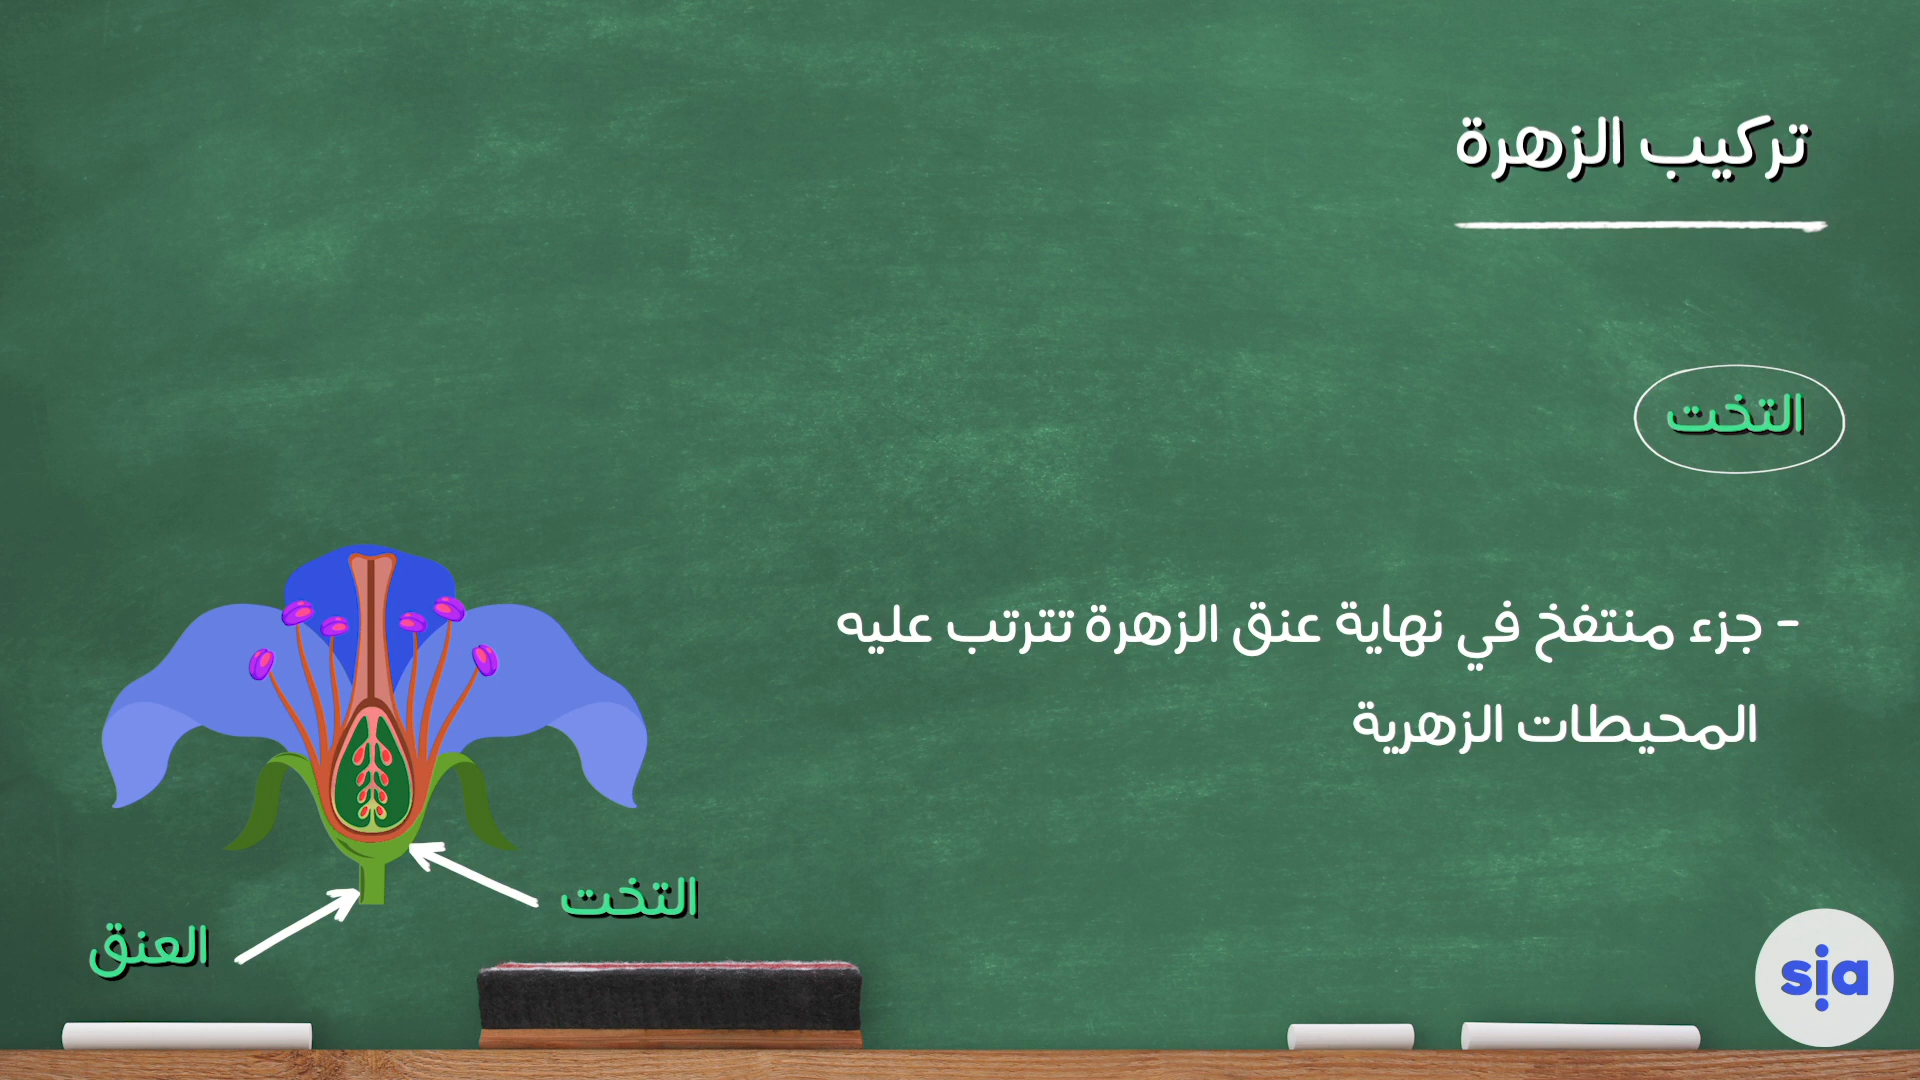 تركيب الزهرة
التخت
- جزء منتفخ في نهاية عنق الزهرة تترتب عليه
المحيطات الزهرية
التخت
العنق
sia